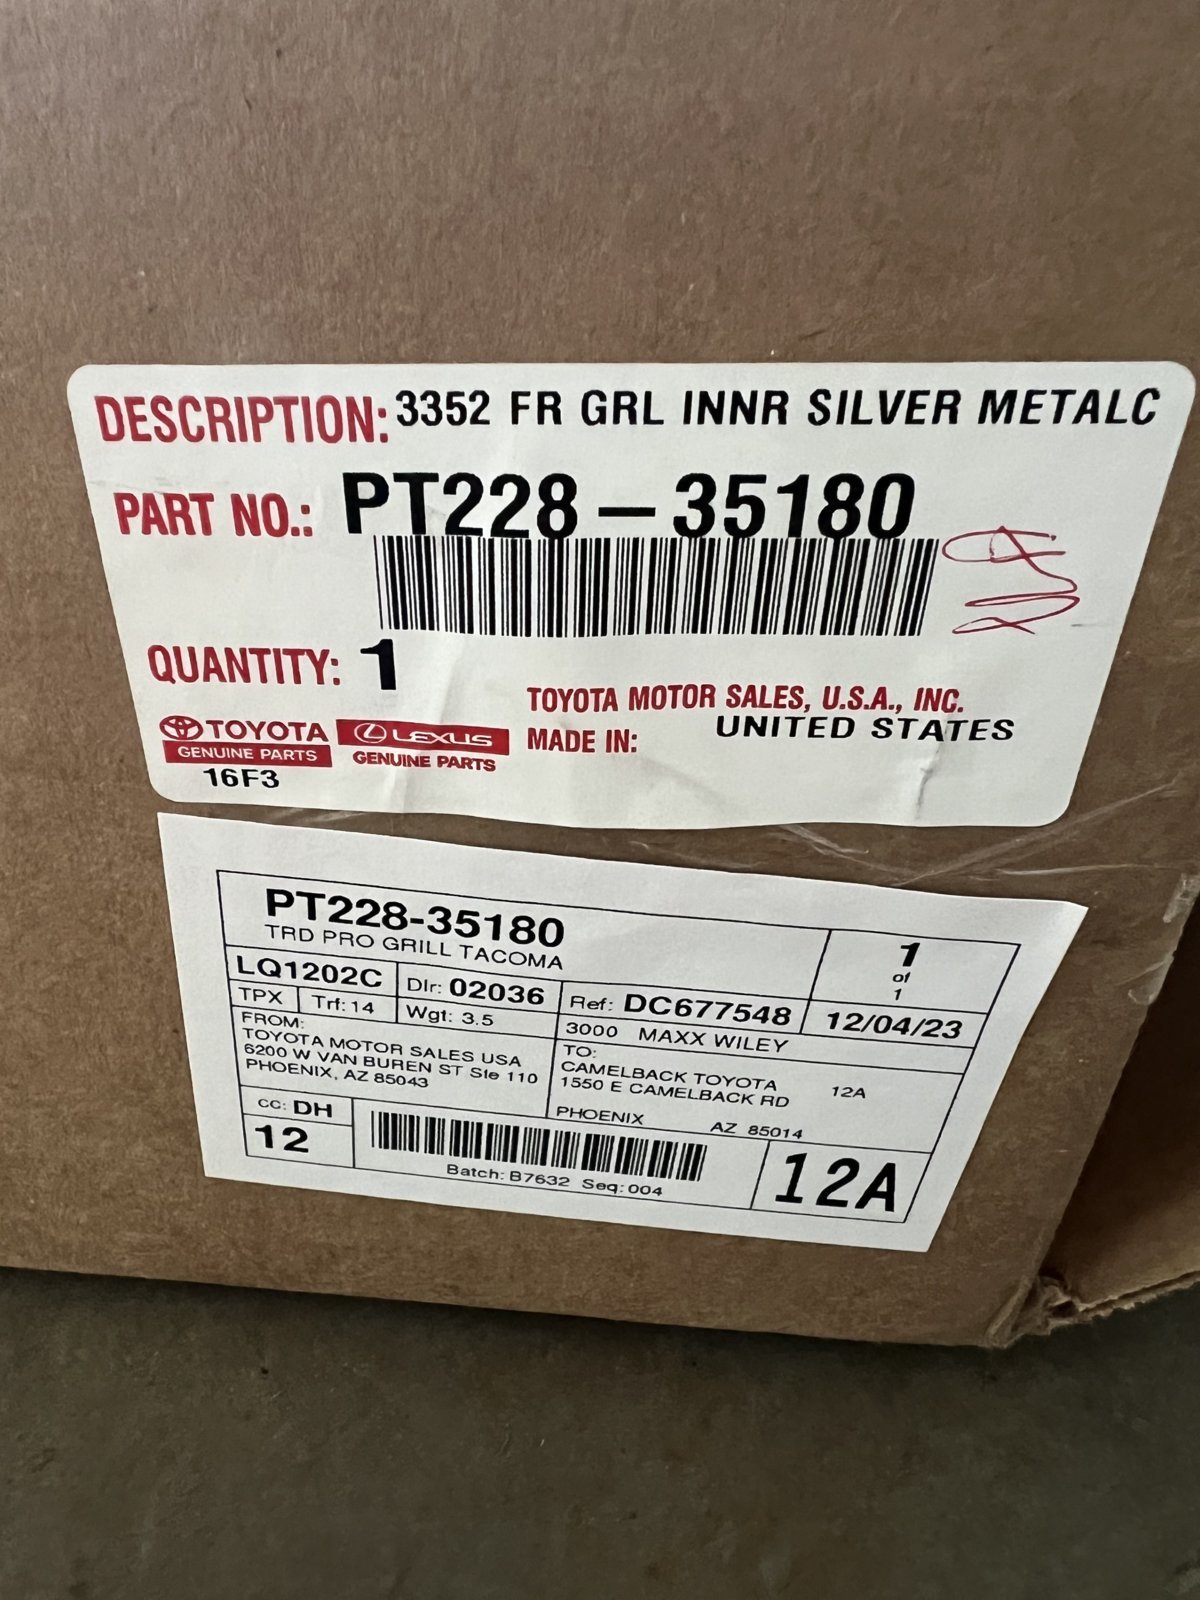 DESCRIPTION: 3352 FR GRL INNR SILVER METALC
PART NO.: PT228-35180
QUANTITY: 1
TOYOTA MOTOR SALES, U.S.A., INC.
MADE IN: UNITED STATES
TOYOTA
GENUINE PARTS
LEXUS
GENUINE PARTS
16F3
PT228-35180
TRD PRO GRILL TACOMA
1
of
1
LQ1202C
Dlr: 02036
Ref: DC677548
12/04/23
TPX
Trf: 14
Wgt: 3.5
3000 MAXX WILEY
FROM:
TOYOTA MOTOR SALES USA
6200 W VAN BUREN ST Ste 110
PHOENIX, AZ 85043
TO:
CAMELBACK TOYOTA 12A
1550 E CAMELBACK RD
PHOENIX AZ 85014
CC: DH
12
Batch: B7632 Seq: 004
12A